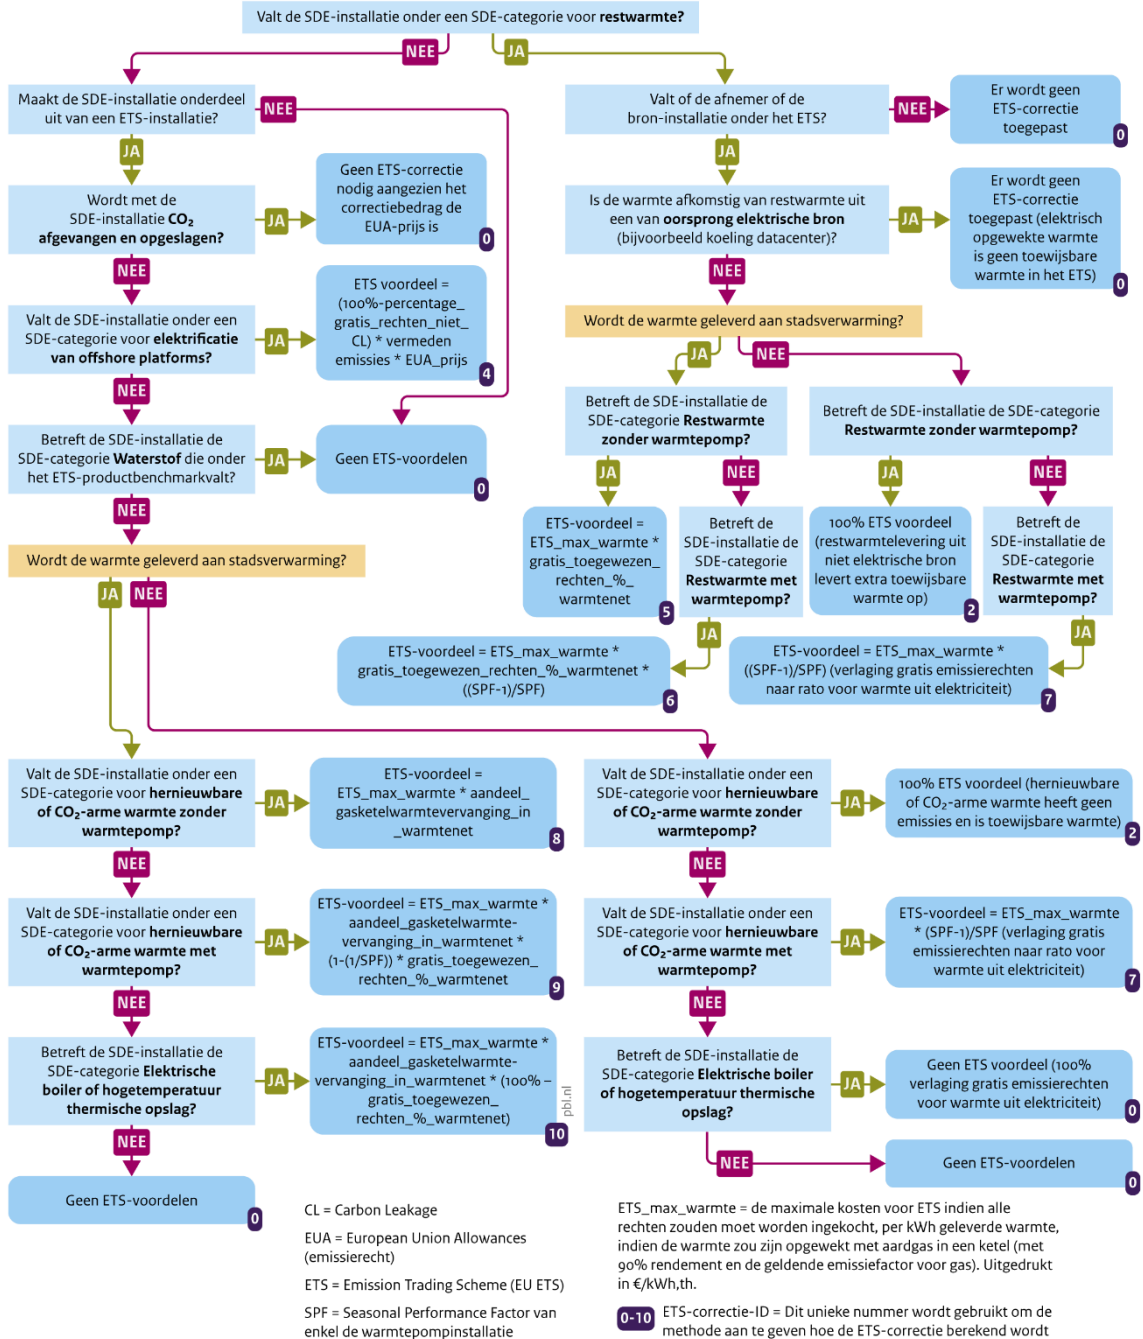 Valt de SDE-installatie onder een SDE-categorie voor restwarmte?
NEE
JA
Maakt de SDE-installatie onderdeel
uit van een ETS-installatie?
NEE
JA
Wordt met de
SDE-installatie CO₂
afgevangen en opgeslagen?
JA
Geen ETS-correctie
nodig aangezien het
correctiebedrag de
EUA-prijs is
0
NEE
Valt de SDE-installatie onder een
SDE-categorie voor elektrificatie
van offshore platforms?
JA
ETS voordeel =
(100%-percentage_
gratis_rechten_niet_
CL) * vermeden
emissies * EUA_prijs
4
NEE
Betreft de SDE-installatie de
SDE-categorie Waterstof die onder
het ETS-productbenchmarkvalt?
JA
Geen ETS-voordelen
0
NEE
Wordt de warmte geleverd aan stadsverwarming?
JA
NEE
Valt of de afnemer of de
bron-installatie onder het ETS?
NEE
Er wordt geen
ETS-correctie
toegepast
0
JA
Is de warmte afkomstig van restwarmte uit
een van oorsprong elektrische bron
(bijvoorbeeld koeling datacenter)?
JA
Er wordt geen
ETS-correctie
toegepast (elektrisch
opgewekte warmte
is geen toewijsbare
warmte in het ETS)
0
NEE
Wordt de warmte geleverd aan stadsverwarming?
JA
NEE
Betreft de SDE-installatie de
SDE-categorie Restwarmte
zonder warmtepomp?
JA
NEE
ETS-voordeel =
ETS_max_warmte *
gratis_toegewezen_
rechten_%_
warmtenet
5
Betreft de
SDE-installatie de
SDE-categorie
Restwarmte met
warmtepomp?
JA
ETS-voordeel = ETS_max_warmte *
gratis_toegewezen_rechten_%_warmtenet *
((SPF-1)/SPF)
6
Betreft de SDE-installatie de SDE-categorie
Restwarmte zonder warmtepomp?
JA
NEE
100% ETS voordeel
(restwarmtelevering uit
niet elektrische bron
levert extra toewijsbare
warmte op)
2
Betreft de
SDE-installatie de
SDE-categorie
Restwarmte met
warmtepomp?
JA
ETS-voordeel = ETS_max_warmte *
((SPF-1)/SPF) (verlaging gratis emissierechten
naar rato voor warmte uit elektriciteit)
7
Valt de SDE-installatie onder een
SDE-categorie voor hernieuwbare
of CO₂-arme warmte zonder
warmtepomp?
JA
ETS-voordeel =
ETS_max_warmte * aandeel_
gasketelwarmtevervanging_in
_warmtenet
8
NEE
Valt de SDE-installatie onder een
SDE-categorie voor hernieuwbare
of CO₂-arme warmte met
warmtepomp?
JA
ETS-voordeel = ETS_max_warmte *
aandeel_gasketelwarmte-
vervanging_in_warmtenet *
(1-(1/SPF)) * gratis_toegewezen_
rechten_%_warmtenet
9
NEE
Betreft de SDE-installatie de
SDE-categorie Elektrische
boiler of hogetemperatuur
thermische opslag?
JA
ETS-voordeel = ETS_max_warmte *
aandeel_gasketelwarmte-
vervanging_in_warmtenet * (100% –
gratis_toegewezen_
rechten_%_warmtenet)
10
NEE
Geen ETS-voordelen
0
pbl.nl
Valt de SDE-installatie onder een
SDE-categorie voor hernieuwbare
of CO₂-arme warmte zonder
warmtepomp?
JA
100% ETS voordeel (hernieuwbare
of CO₂-arme warmte heeft geen
emissies en is toewijsbare warmte)
2
NEE
Valt de SDE-installatie onder een
SDE-categorie voor hernieuwbare
of CO₂-arme warmte met
warmtepomp?
JA
ETS-voordeel = ETS_max_warmte
* (SPF-1)/SPF (verlaging gratis
emissierechten naar rato voor
warmte uit elektriciteit)
7
NEE
Betreft de SDE-installatie de
SDE-categorie Elektrische boiler
of hogetemperatuur thermische
opslag?
JA
Geen ETS voordeel (100%
verlaging gratis emissierechten
voor warmte uit elektriciteit)
0
NEE
Geen ETS-voordelen
0
CL = Carbon Leakage
EUA = European Union Allowances
(emissierecht)
ETS = Emission Trading Scheme (EU ETS)
SPF = Seasonal Performance Factor van
enkel de warmtepompinstallatie
ETS_max_warmte = de maximale kosten voor ETS indien alle
rechten zouden moet worden ingekocht, per kWh geleverde warmte,
indien de warmte zou zijn opgewekt met aardgas in een ketel (met
90% rendement en de geldende emissiefactor voor gas). Uitgedrukt
in €/kWh,th.
0-10 ETS-correctie-ID = Dit unieke nummer wordt gebruikt om de
methode aan te geven hoe de ETS-correctie berekend wordt